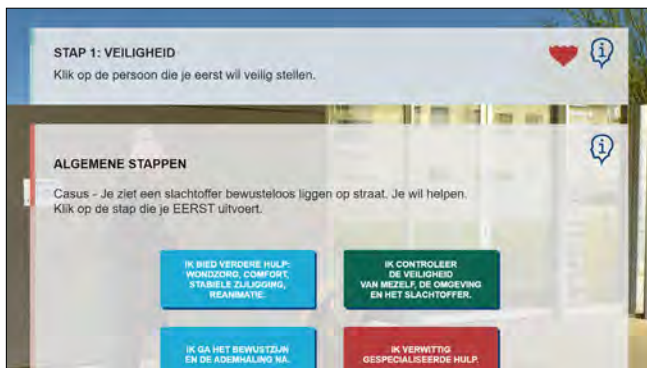 STAP 1: VEILIGHEID
Klik op de persoon die je eerst wil veilig stellen.
ALGEMENE STAPPEN
Casus - Je ziet een slachtoffer bewusteloos liggen op straat. Je wil helpen.
Klik op de stap die je EERST uitvoert.
IK BIED VERDERE HULP:
WONDZORG, COMFORT,
STABIELE ZIJLIGGING,
REANIMATIE.
IK CONTROLEER
DE VEILIGHEID
VAN MEZELF, DE OMGEVING
EN HET SLACHTOFFER.
IK GA HET BEWUSTZIJN
EN DE ADEMHALING NA.
IK VERWITTIG
GESPECIALISEERDE HULP.